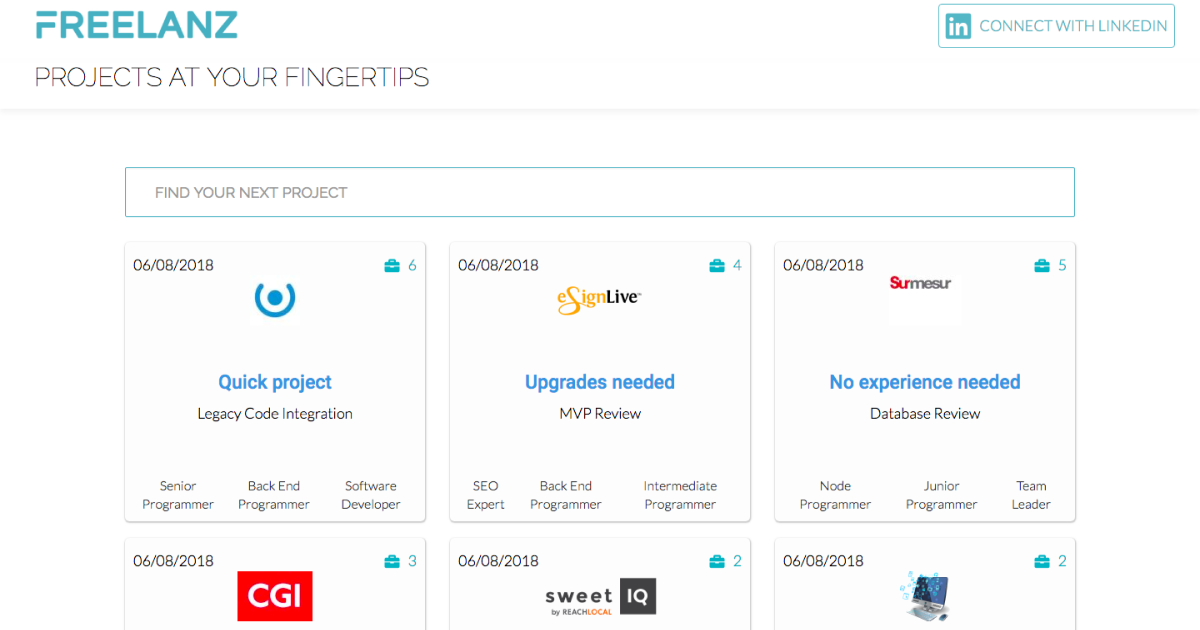 FREELANZ
in CONNECT WITH LINKEDIN
PROJECTS AT YOUR FINGERTIPS
FIND YOUR NEXT PROJECT
06/08/2018 6
Quick project
Legacy Code Integration
Senior Programmer
Back End Programmer
Software Developer
06/08/2018 4
eSignLive™
Upgrades needed
MVP Review
SEO Expert
Back End Programmer
Intermediate Programmer
06/08/2018 5
Surmesur
No experience needed
Database Review
Node Programmer
Junior Programmer
Team Leader
06/08/2018 3
CGI
06/08/2018 2
sweet IQ
by REACHLOCAL
06/08/2018 2